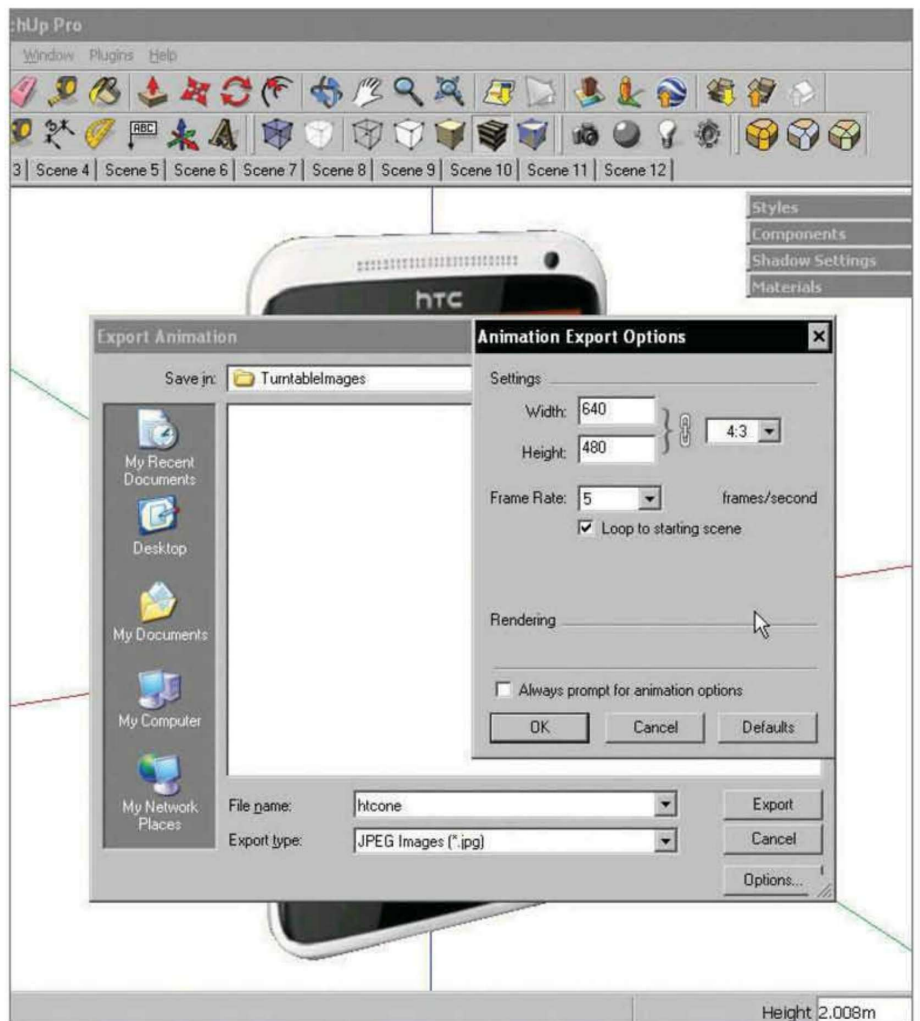 :hUp Pro
Window Plugins Help
ABC
3 Scene 4 Scene 5 Scene 6 Scene 7 Scene 8 Scene 9 Scene 10 Scene 11 Scene 12
Styles
Components
Shadow Settings
Materials
hTC
Export Animation
Save in: TurntableImages
My Recent
Documents
Desktop
My Documents
My Computer
My Network
Places
File name: htcone
Export type: JPEG Images (*.jpg)
Export
Cancel
Options...
Animation Export Options
Settings
Width: 640
Height: 480
4:3
Frame Rate: 5 frames/second
Loop to starting scene
Rendering
Always prompt for animation options
OK Cancel Defaults
Height 2.008m